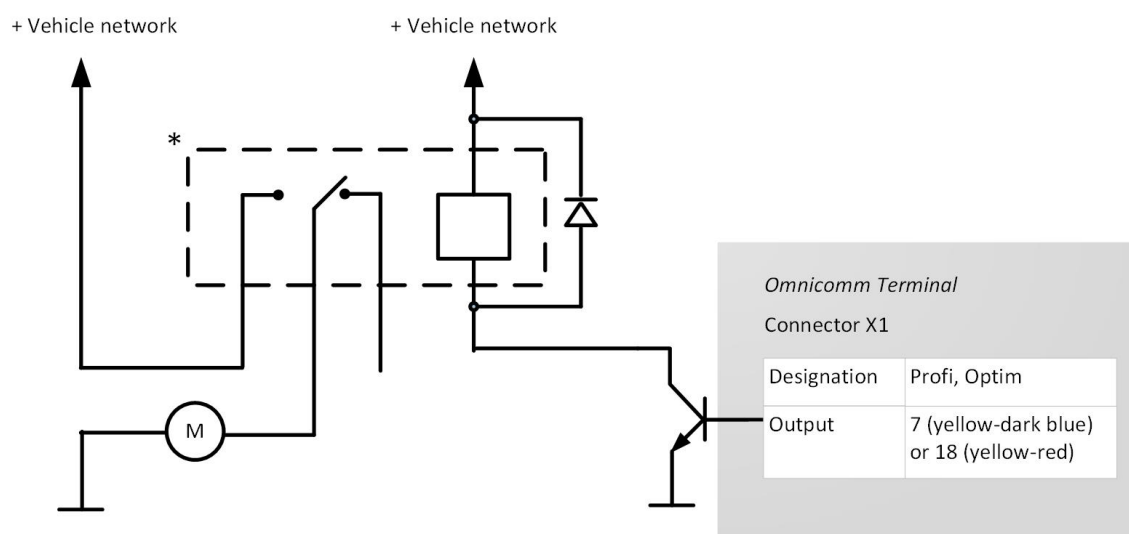 + Vehicle network
+ Vehicle network
*
M
Omnicomm Terminal
Connector X1
Designation
Profi, Optim
Output
7 (yellow-dark blue)
or 18 (yellow-red)